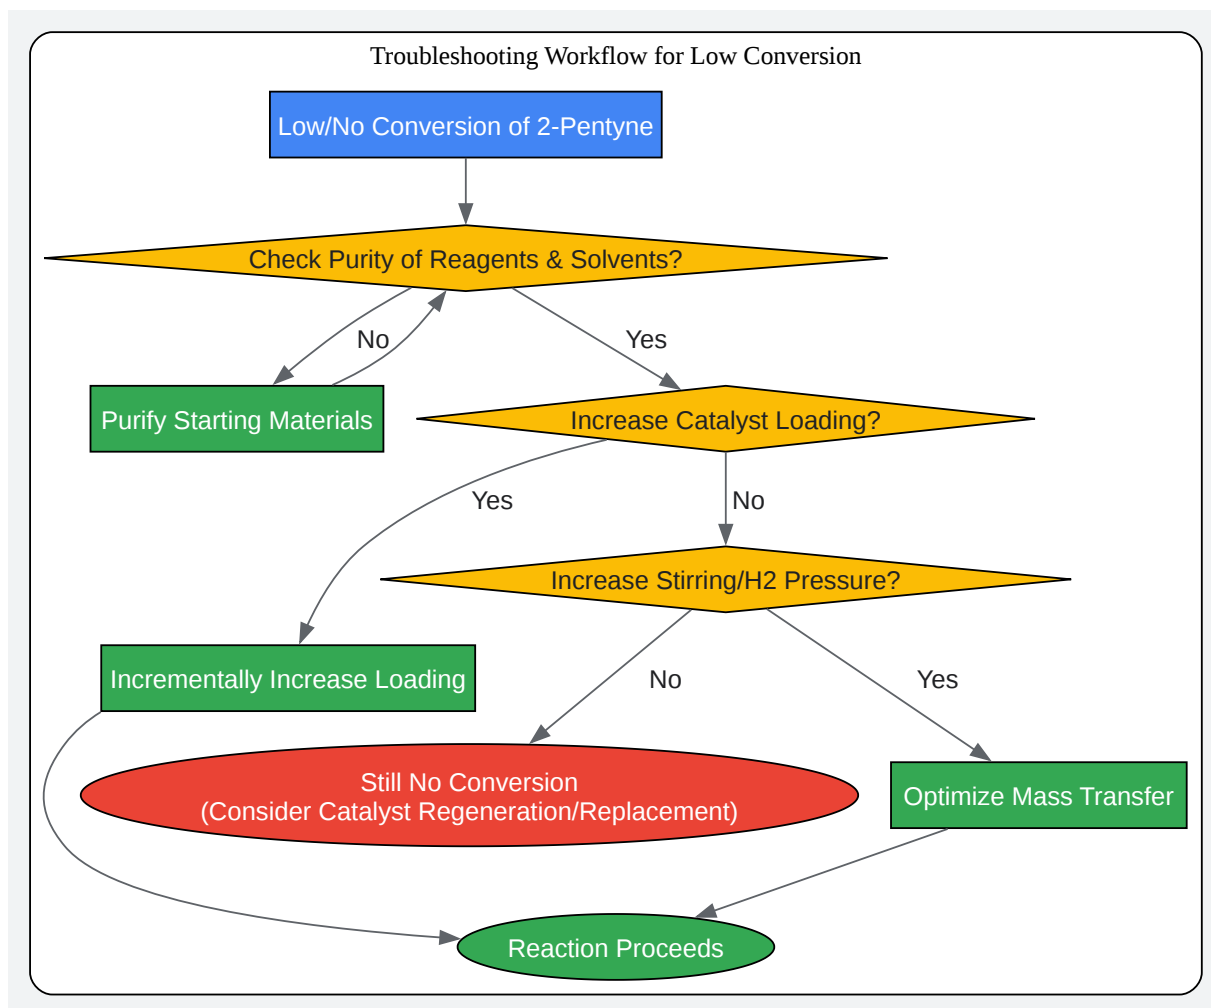 Troubleshooting Workflow for Low Conversion
Low/No Conversion of 2-Pentyne
Check Purity of Reagents & Solvents?
No
Yes
Purify Starting Materials
Increase Catalyst Loading?
Yes
No
Increase Stirring/H2 Pressure?
Incrementally Increase Loading
No
Yes
Still No Conversion
(Consider Catalyst Regeneration/Replacement)
Optimize Mass Transfer
Reaction Proceeds